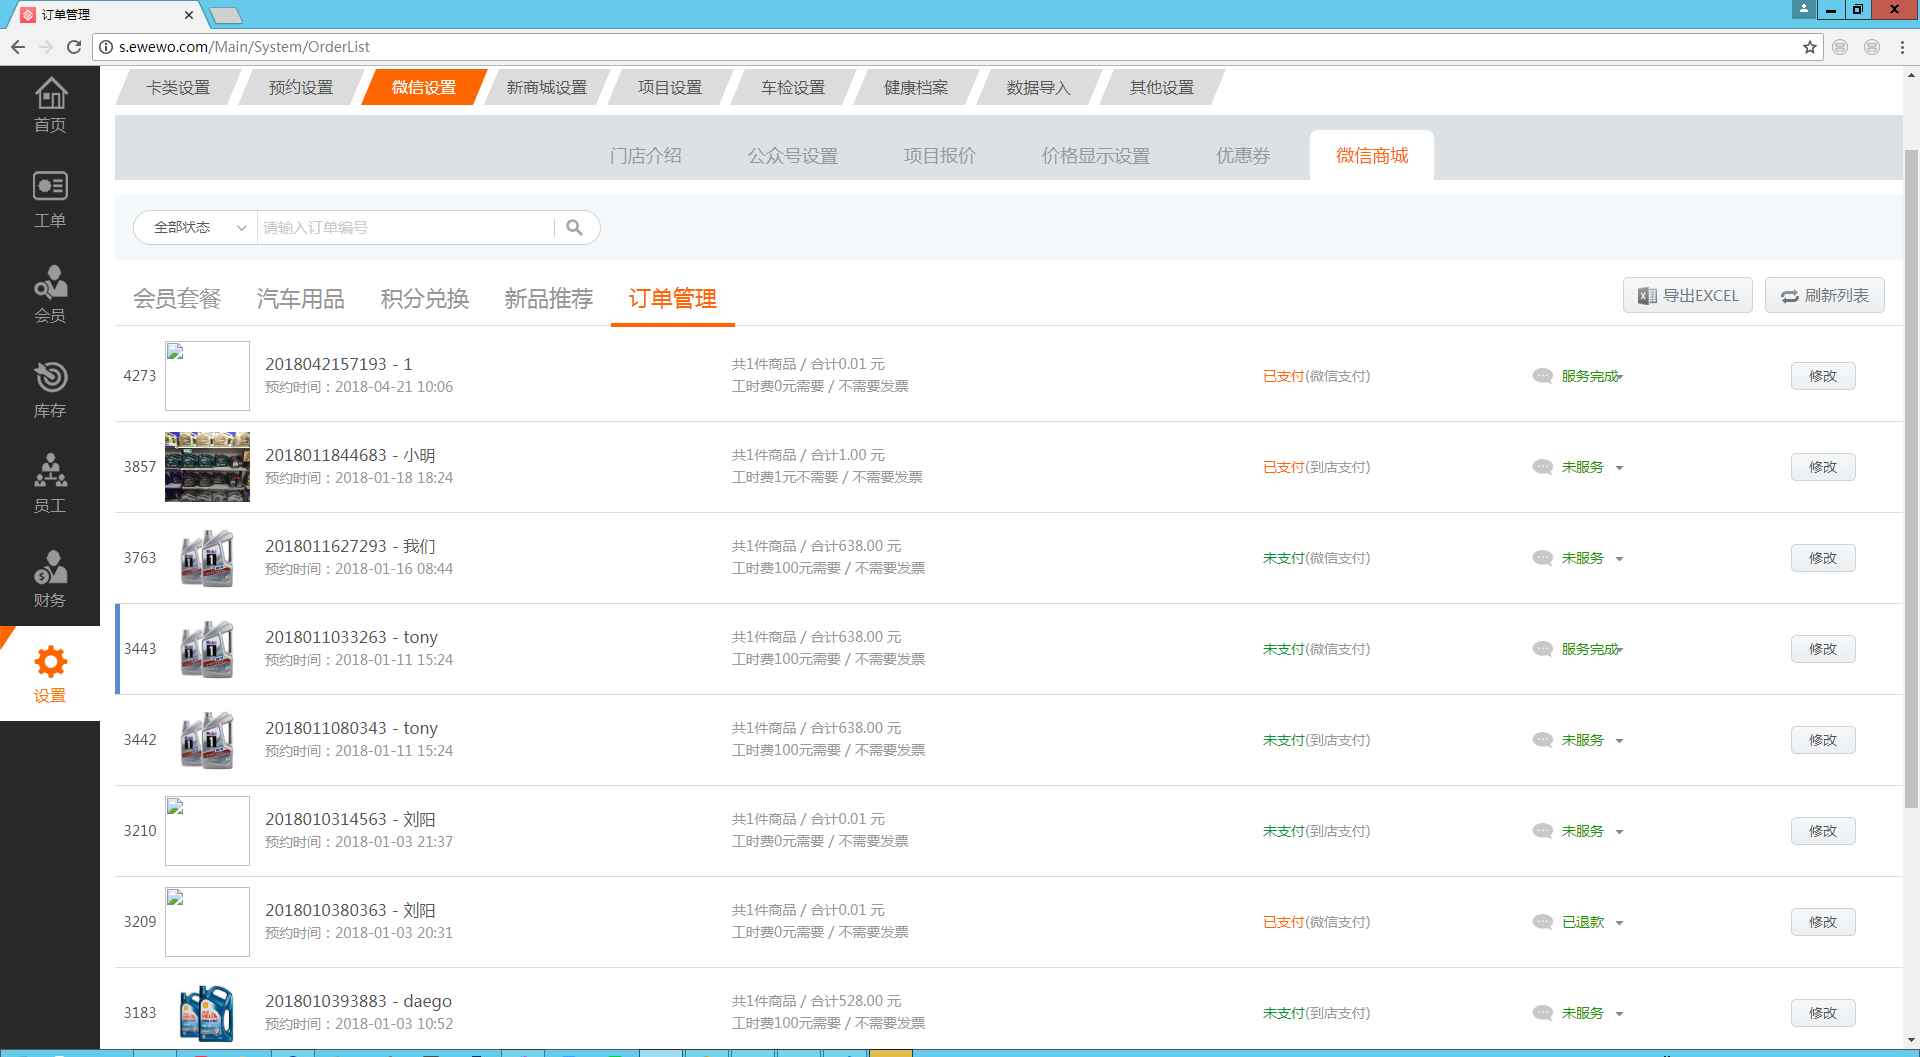 订单管理
s.ewewo.com/Main/System/OrderList
首页
工单
会员
库存
员工
财务
设置
卡类设置 预约设置 微信设置 新商城设置 项目设置 车检设置 健康档案 数据导入 其他设置
门店介绍 公众号设置 项目报价 价格显示设置 优惠券 微信商城
全部状态 请输入订单编号
会员套餐 汽车用品 积分兑换 新品推荐 订单管理 导出EXCEL 刷新列表
4273 2018042157193 - 1 共1件商品 / 合计0.01 元 已支付(微信支付) 服务完成 修改
预约时间：2018-04-21 10:06 工时费0元需要 / 不需要发票
3857 2018011844683 - 小明 共1件商品 / 合计1.00 元 已支付(到店支付) 未服务 修改
预约时间：2018-01-18 18:24 工时费1元不需要 / 不需要发票
3763 2018011627293 - 我们 共1件商品 / 合计638.00 元 未支付(微信支付) 未服务 修改
预约时间：2018-01-16 08:44 工时费100元需要 / 不需要发票
3443 2018011033263 - tony 共1件商品 / 合计638.00 元 未支付(微信支付) 服务完成 修改
预约时间：2018-01-11 15:24 工时费100元需要 / 不需要发票
3442 2018011080343 - tony 共1件商品 / 合计638.00 元 未支付(到店支付) 未服务 修改
预约时间：2018-01-11 15:24 工时费100元需要 / 不需要发票
3210 2018010314563 - 刘阳 共1件商品 / 合计0.01 元 未支付(到店支付) 未服务 修改
预约时间：2018-01-03 21:37 工时费0元需要 / 不需要发票
3209 2018010380363 - 刘阳 共1件商品 / 合计0.01 元 已支付(微信支付) 已退款 修改
预约时间：2018-01-03 20:31 工时费0元需要 / 不需要发票
3183 2018010393883 - daego 共1件商品 / 合计528.00 元 未支付(到店支付) 未服务 修改
预约时间：2018-01-03 10:52 工时费100元需要 / 不需要发票